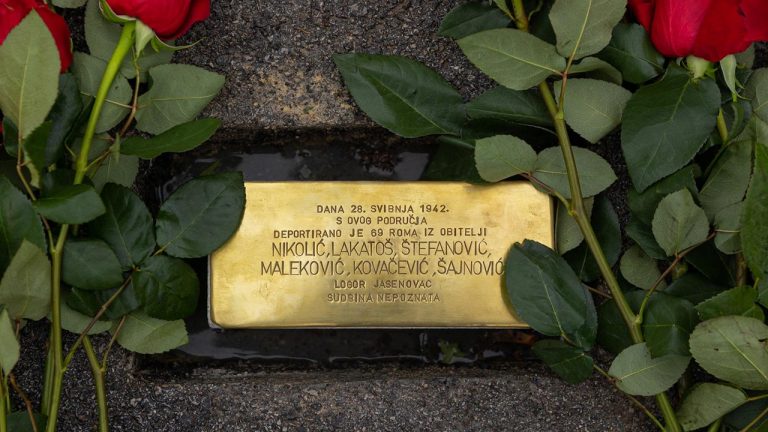 DANA 28. SVIBNJA 1942.
S OVOG PODRUČJA
DEPORTIRANO JE 69 ROMA IZ OBITELJI
NIKOLIĆ, LAKATOŠ, ŠTEFANOVIĆ,
MALEKOVIĆ, KOVAČEVIĆ, ŠAJNOVIĆ
LOGOR JASENOVAC
SUDBINA NEPOZNATA